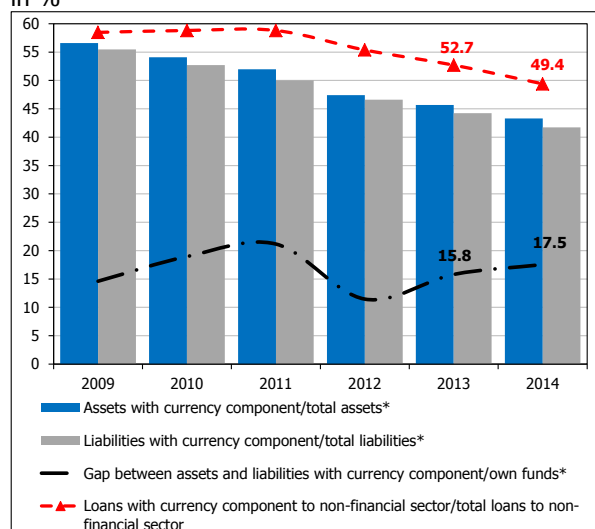 in %
60
55
50
45
40
35
30
25
20
15
10
5
0
52.7
49.4
15.8
17.5
2009 2010 2011 2012 2013 2014
Assets with currency component/total assets*
Liabilities with currency component/total liabilities*
Gap between assets and liabilities with currency component/own funds*
Loans with currency component to non-financial sector/total loans to non-
financial sector